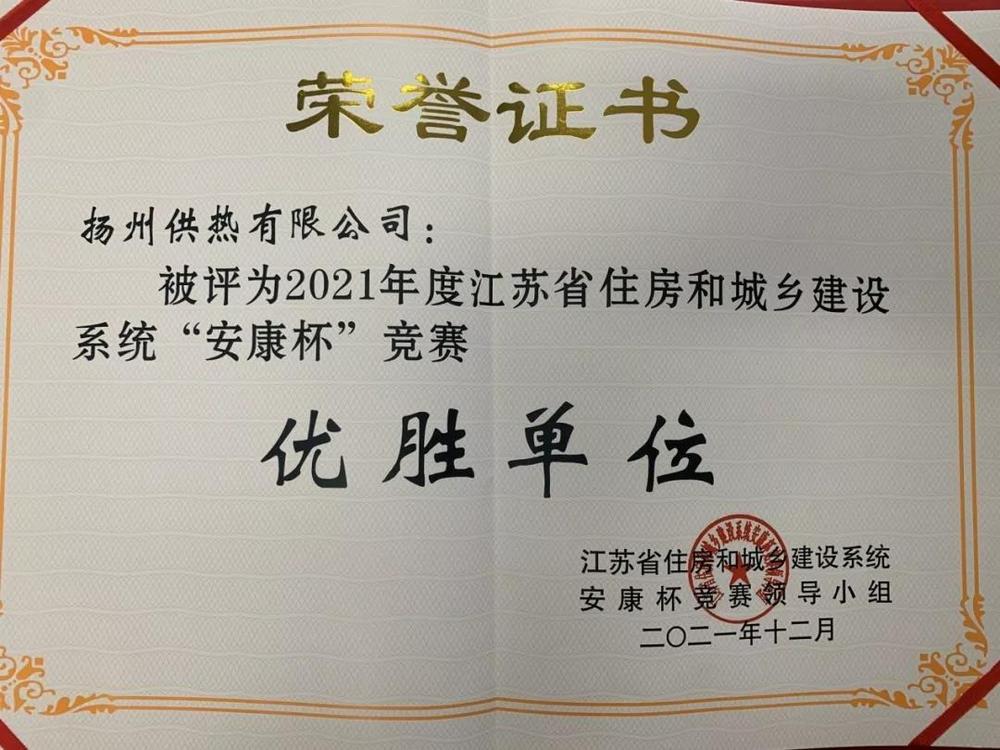 荣誉证书
扬州供热有限公司：
被评为2021年度江苏省住房和城乡建设
系统“安康杯”竞赛
优胜单位
江苏省住房和城乡建设系统
安康杯竞赛领导小组
二〇二一年十二月